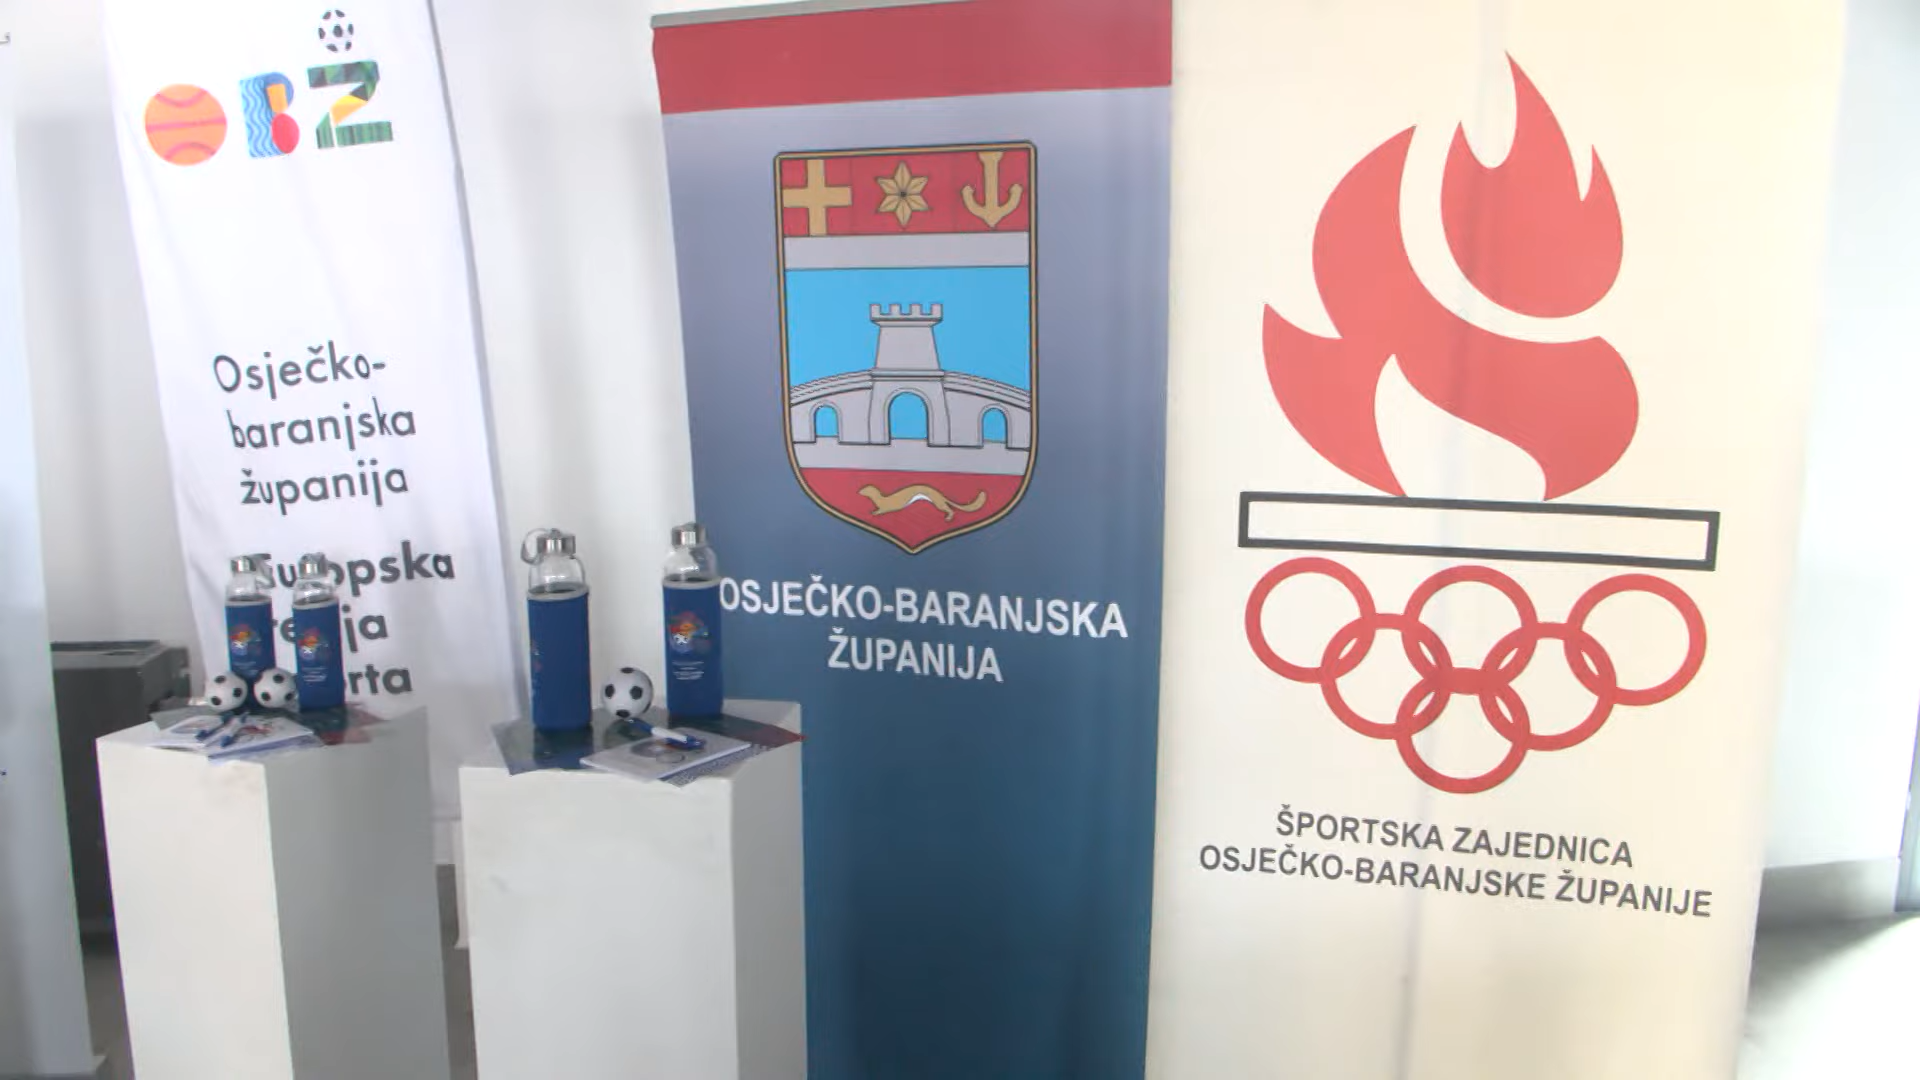 OBŽ
Osječko-
baranjska
županija
OSJEČKO-BARANJSKA
ŽUPANIJA
ŠPORTSKA ZAJEDNICA
OSJEČKO-BARANJSKE ŽUPANIJE